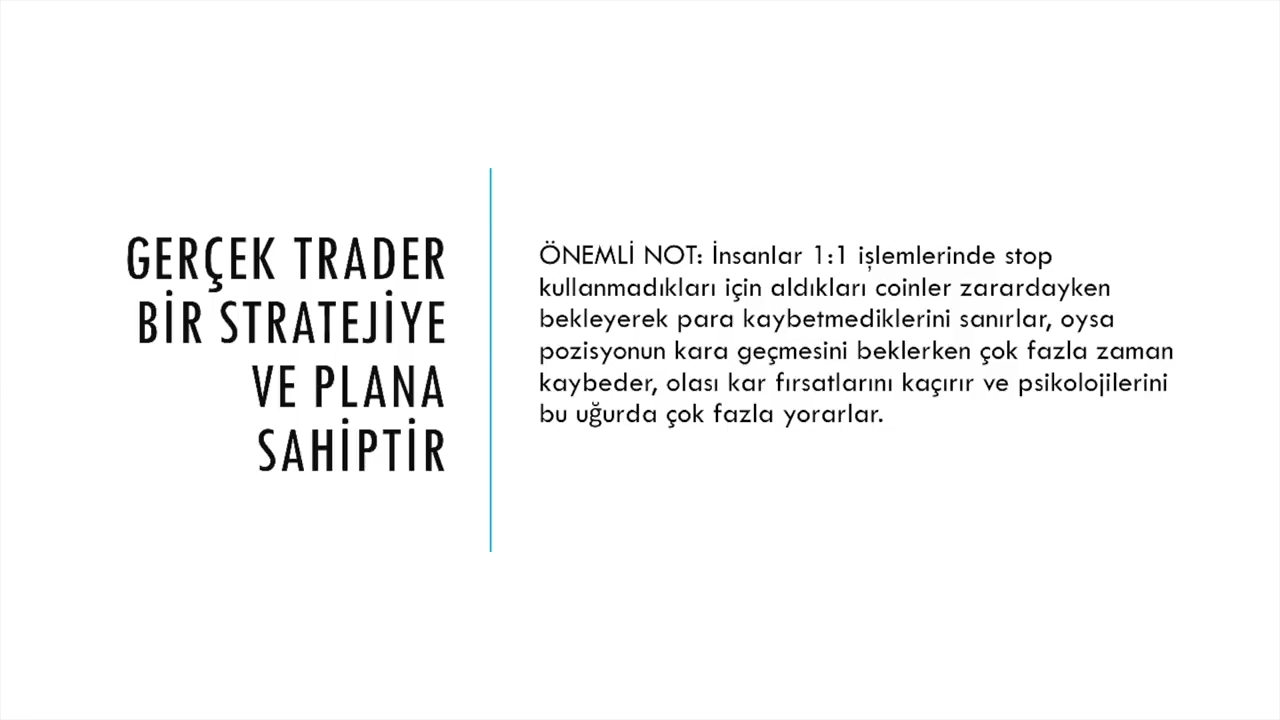 GERÇEK TRADER
BİR STRATEJİYE
VE PLANA
SAHİPTİR
ÖNEMLİ NOT: İnsanlar 1:1 işlemlerinde stop
kullanmadıkları için aldıkları coinler zarardayken
bekleyerek para kaybetmediklerini sanırlar, oysa
pozisyonun kara geçmesini beklerken çok fazla zaman
kaybeder, olası kar fırsatlarını kaçırır ve psikolojilerini
bu uğurda çok fazla yorarlar.